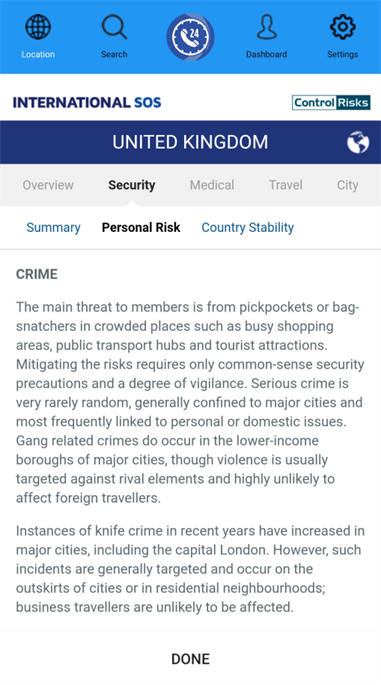 24
Location Search Dashboard Settings
INTERNATIONAL SOS Control Risks
UNITED KINGDOM
Overview Security Medical Travel City
Summary Personal Risk Country Stability
CRIME
The main threat to members is from pickpockets or bag-
snatchers in crowded places such as busy shopping
areas, public transport hubs and tourist attractions.
Mitigating the risks requires only common-sense security
precautions and a degree of vigilance. Serious crime is
very rarely random, generally confined to major cities and
most frequently linked to personal or domestic issues.
Gang related crimes do occur in the lower-income
boroughs of major cities, though violence is usually
targeted against rival elements and highly unlikely to
affect foreign travellers.
Instances of knife crime in recent years have increased in
major cities, including the capital London. However, such
incidents are generally targeted and occur on the
outskirts of cities or in residential neighbourhoods;
business travellers are unlikely to be affected.
DONE